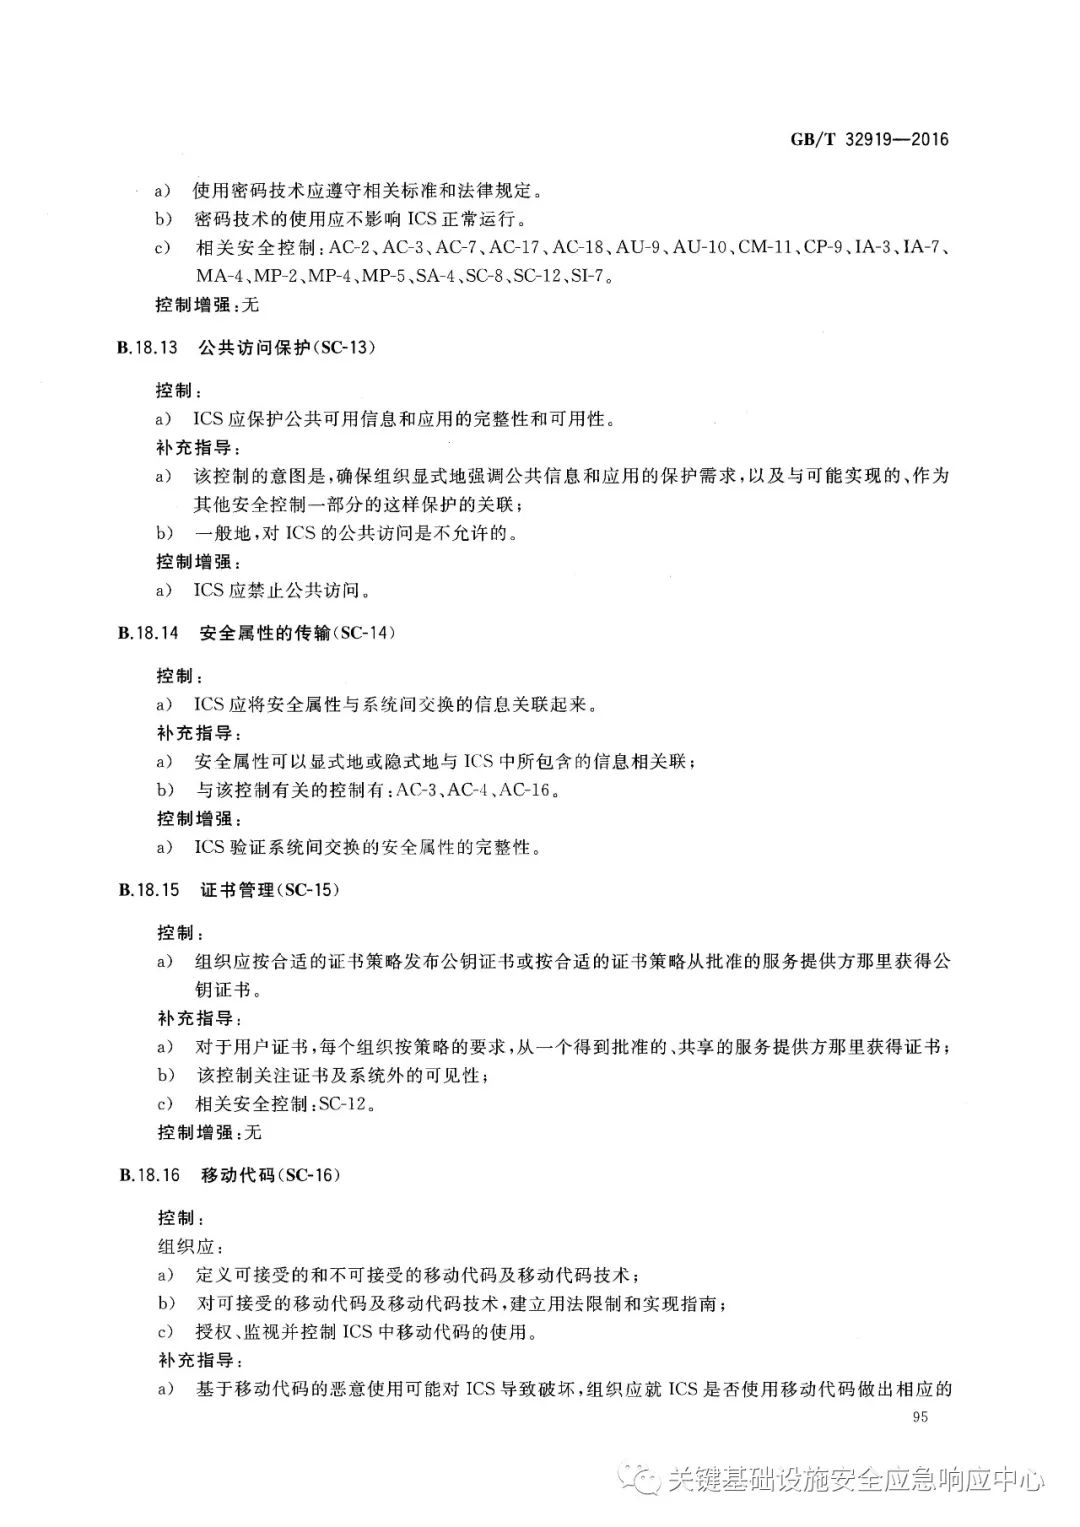 GB/T 32919—2016
a) 使用密码技术应遵守相关标准和法律规定。
b) 密码技术的使用应不影响 ICS 正常运行。
c) 相关安全控制:AC-2、AC-3、AC-7、AC-17、AC-18、AU-9、AU-10、CM-11、CP-9、IA-3、IA-7、
MA-4、MP-2、MP-4、MP-5、SA-4、SC-8、SC-12、SI-7。
控制增强:无
B.18.13 公共访问保护(SC-13)
控制:
a) ICS 应保护公共可用信息和应用的完整性和可用性。
补充指导:
a) 该控制的意图是,确保组织显式地强调公共信息和应用的保护需求,以及与可能实现的、作为
其他安全控制一部分的这样保护的关联;
b) 一般地,对 ICS 的公共访问是不允许的。
控制增强:
a) ICS 应禁止公共访问。
B.18.14 安全属性的传输(SC-14)
控制:
a) ICS 应将安全属性与系统间交换的信息关联起来。
补充指导:
a) 安全属性可以显式地或隐式地与 ICS 中所包含的信息相关联;
b) 与该控制有关的控制有:AC-3、AC-4、AC-16。
控制增强:
a) ICS 验证系统间交换的安全属性的完整性。
B.18.15 证书管理(SC-15)
控制:
a) 组织应按合适的证书策略发布公钥证书或按合适的证书策略从批准的服务提供方那里获得公
钥证书。
补充指导:
a) 对于用户证书,每个组织按策略的要求,从一个得到批准的、共享的服务提供方那里获得证书;
b) 该控制关注证书及系统外的可见性;
c) 相关安全控制:SC-12。
控制增强:无
B.18.16 移动代码(SC-16)
控制:
组织应:
a) 定义可接受的和不可接受的移动代码及移动代码技术;
b) 对可接受的移动代码及移动代码技术,建立用法限制和实现指南;
c) 授权、监视并控制 ICS 中移动代码的使用。
补充指导:
a) 基于移动代码的恶意使用可能对 ICS 导致破坏,组织应就 ICS 是否使用移动代码做出相应的
95
关键基础设施安全应急响应中心